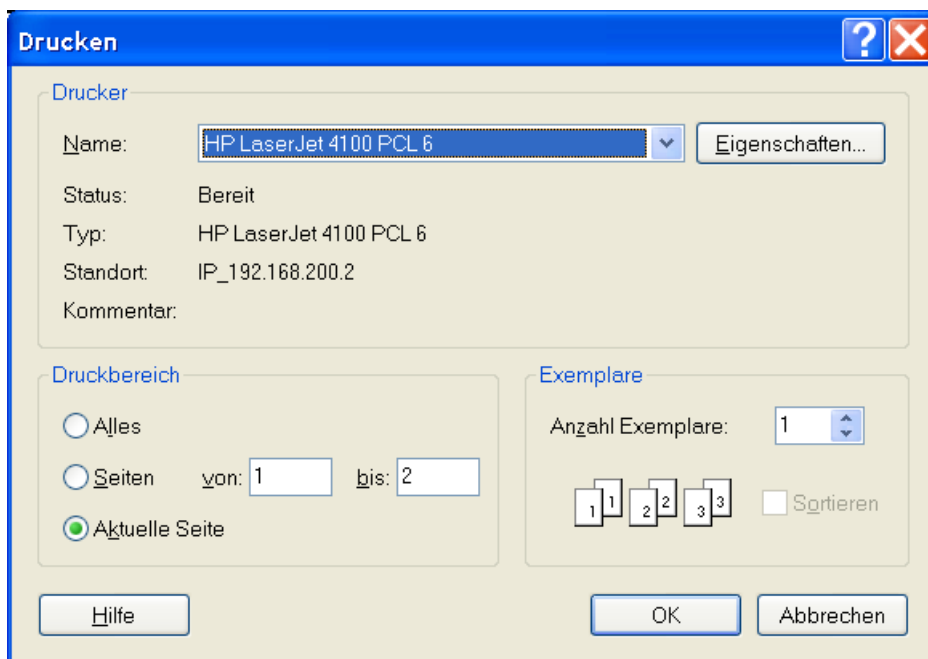 Drucken
Drucker
Name: HP LaserJet 4100 PCL 6 Eigenschaften...
Status: Bereit
Typ: HP LaserJet 4100 PCL 6
Standort: IP_192.168.200.2
Kommentar:
Druckbereich
Alles
Seiten von: 1 bis: 2
Aktuelle Seite
Exemplare
Anzahl Exemplare: 1
1 1 2 2 3 3 Sortieren
Hilfe OK Abbrechen